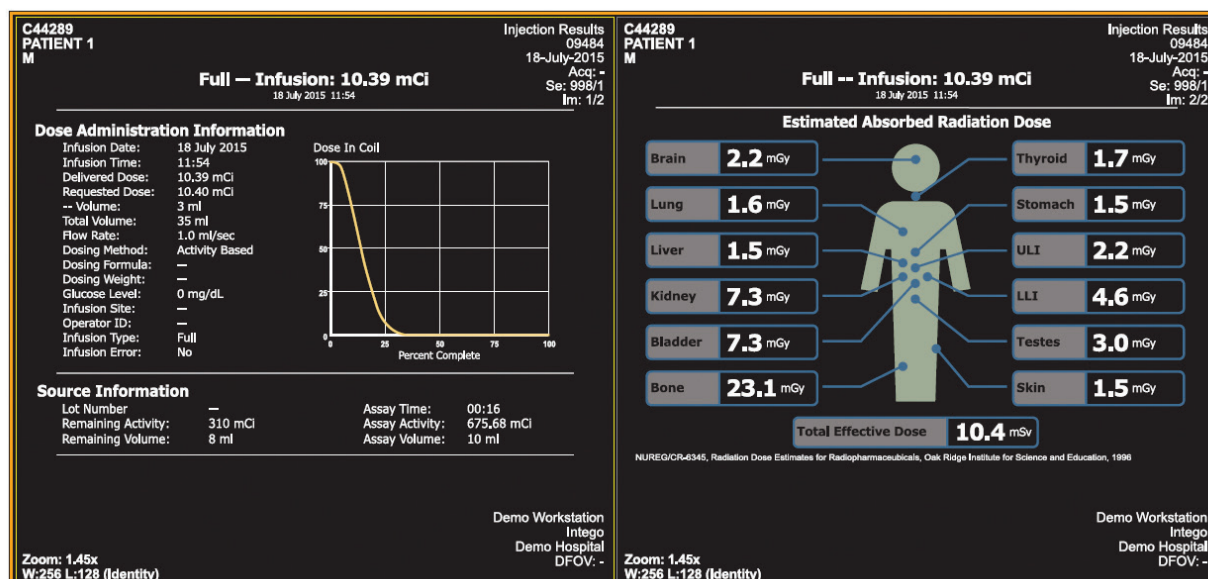 C44289
PATIENT 1
M
Injection Results
09484
18-July-2015
Acq: -
Se: 998/1
Im: 1/2
Full — Infusion: 10.39 mCi
18 July 2015 11:54
Dose Administration Information
Infusion Date: 18 July 2015
Infusion Time: 11:54
Delivered Dose: 10.39 mCi
Requested Dose: 10.40 mCi
-- Volume: 3 ml
Total Volume: 35 ml
Flow Rate: 1.0 ml/sec
Dosing Method: Activity Based
Dosing Formula: —
Dosing Weight: —
Glucose Level: 0 mg/dL
Infusion Site: —
Operator ID: —
Infusion Type: Full
Infusion Error: No
Dose In Coil
100
75
50
25
0
0 25 50 75 100
Percent Complete
Source Information
Lot Number —
Remaining Activity: 310 mCi
Remaining Volume: 8 ml
Assay Time: 00:16
Assay Activity: 675.68 mCi
Assay Volume: 10 ml
Demo Workstation
Intego
Demo Hospital
DFOV: -
Zoom: 1.45x
W:256 L:128 (Identity)
C44289
PATIENT 1
M
Injection Results
09484
18-July-2015
Acq: -
Se: 998/1
Im: 2/2
Full -- Infusion: 10.39 mCi
18 July 2015 11:54
Estimated Absorbed Radiation Dose
Brain 2.2 mGy
Lung 1.6 mGy
Liver 1.5 mGy
Kidney 7.3 mGy
Bladder 7.3 mGy
Bone 23.1 mGy
Thyroid 1.7 mGy
Stomach 1.5 mGy
ULI 2.2 mGy
LLI 4.6 mGy
Testes 3.0 mGy
Skin 1.5 mGy
Total Effective Dose 10.4 mSv
NUREG/CR-6345, Radiation Dose Estimates for Radiopharmaceubicals, Oak Ridge Institute for Science and Education, 1996
Demo Workstation
Intego
Demo Hospital
DFOV: -
Zoom: 1.45x
W:256 L:128 (Identity)